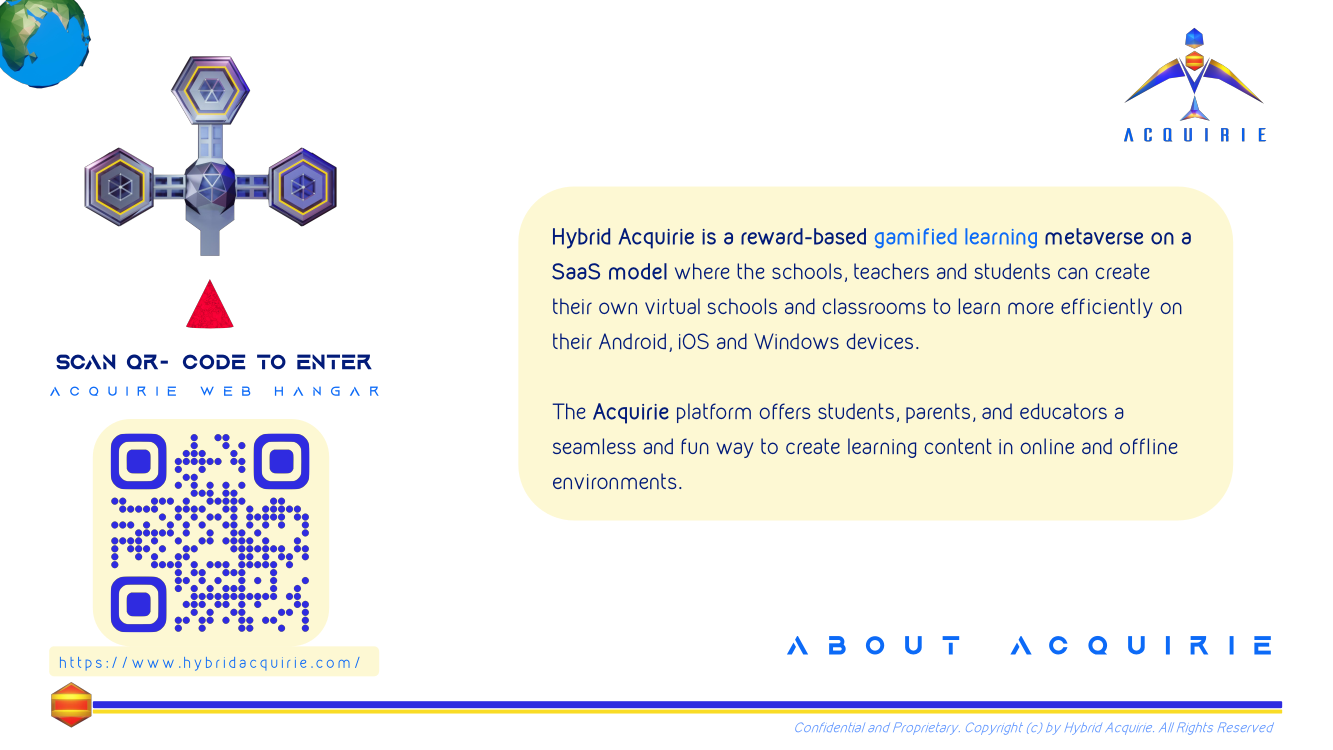 ACQUIRIE
Hybrid Acquirie is a reward-based gamified learning metaverse on a
SaaS model where the schools, teachers and students can create
their own virtual schools and classrooms to learn more efficiently on
their Android, iOS and Windows devices.
The Acquirie platform offers students, parents, and educators a
seamless and fun way to create learning content in online and offline
environments.
SCAN QR- CODE TO ENTER
ACQUIRIE WEB HANGAR
https://www.hybridacquirie.com/
ABOUT ACQUIRIE
Confidential and Proprietary. Copyright (c) by Hybrid Acquirie. All Rights Reserved